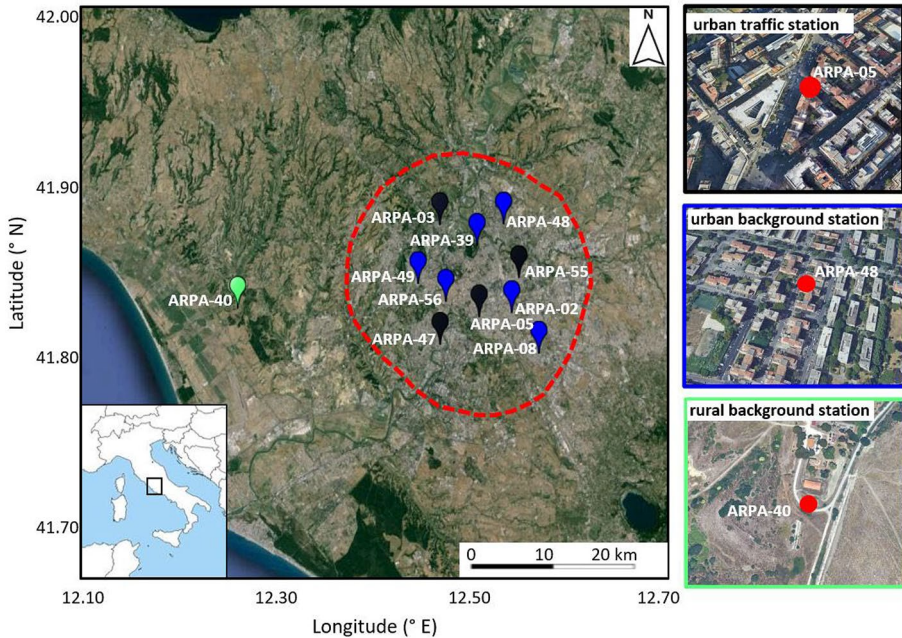 42.00
41.90
41.80
41.70
Latitude (° N)
12.10
12.30
12.50
12.70
Longitude (° E)
N
ARPA-03
ARPA-48
ARPA-39
ARPA-49
ARPA-55
ARPA-56
ARPA-40
ARPA-02
ARPA-05
ARPA-47
ARPA-08
0 10 20 km
urban traffic station
ARPA-05
urban background station
ARPA-48
rural background station
ARPA-40